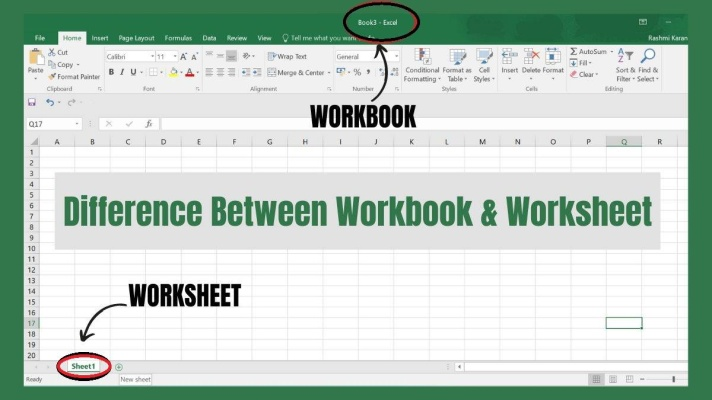 Book3 - Excel
File Home Insert Page Layout Formulas Data Review View Tell me what you want Rashmi Karan
Cut
Copy
Format Painter
Paste
Calibri 11 A A
B I U A
Wrap Text
Merge & Center
General
$ % ,
Conditional Formatting
Format as Table
Cell Styles
Insert Delete Format
AutoSum
Fill
Clear
Sort & Filter
Find & Select
Clipboard Font Alignment Number Styles Cells Editing
WORKBOOK
Q17 fx
A B C D E F G H I J K L M N O P Q R
1
2
3
4
5
6
7
8
9
10
11
12
13
14
15
16
17
18
19
20
Difference Between Workbook & Worksheet
WORKSHEET
Sheet1
Ready
New sheet